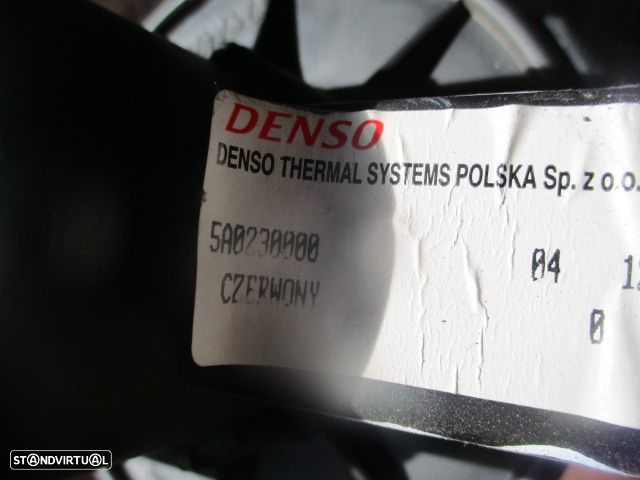 DENSO
DENSO THERMAL SYSTEMS POLSKA Sp. z o.o.
5A0230900
04
CZERWONY
0
STANDVIRTUAL